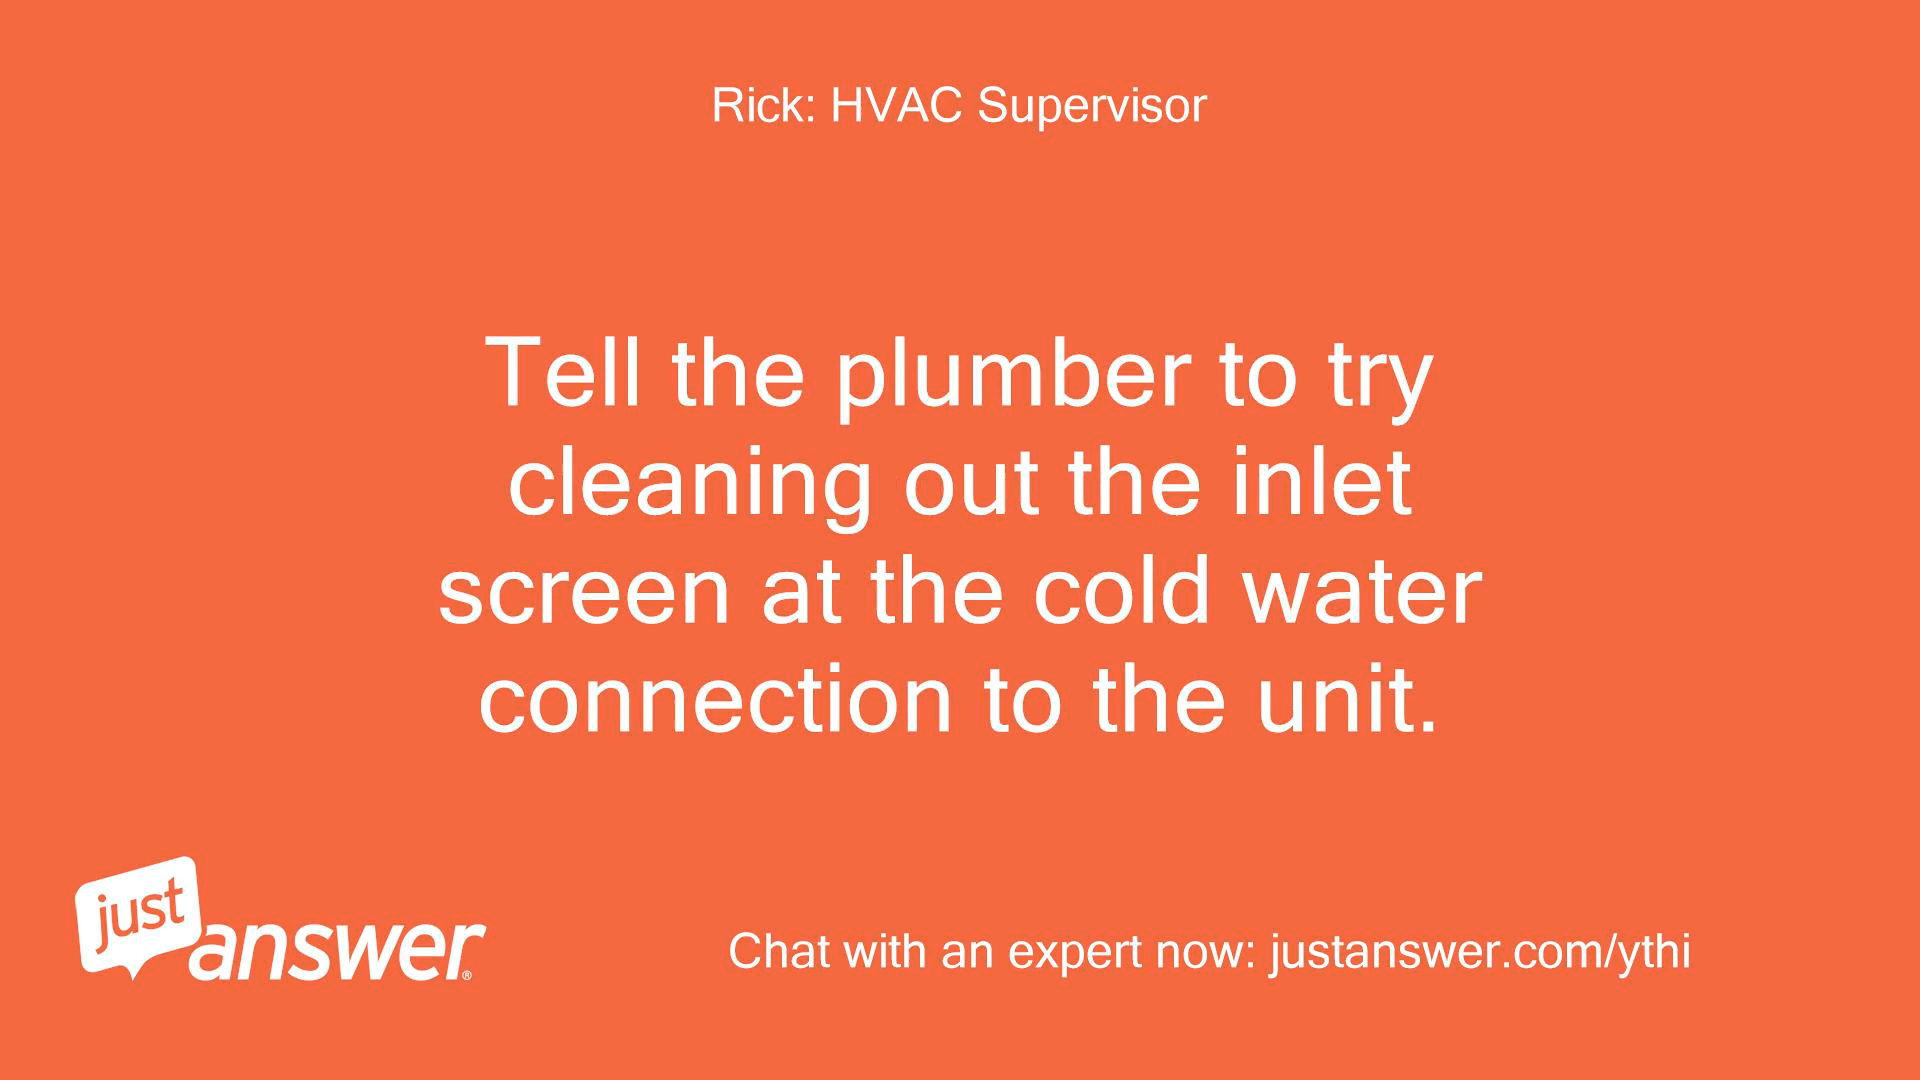 Rick: HVAC Supervisor
Tell the plumber to try
cleaning out the inlet
screen at the cold water
connection to the unit.
just
answer®
Chat with an expert now: justanswer.com/ythi